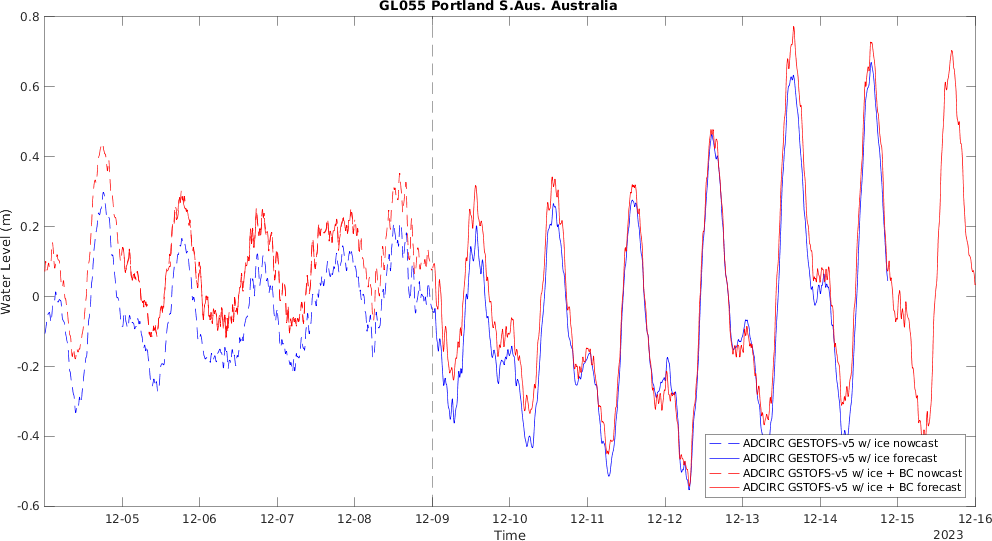 GL055 Portland S.Aus. Australia
0.8
0.6
0.4
0.2
0
-0.2
-0.4
-0.6
Water Level (m)
ADCIRC GESTOFS-v5 w/ ice nowcast
ADCIRC GESTOFS-v5 w/ ice forecast
ADCIRC GSTOFS-v5 w/ ice + BC nowcast
ADCIRC GSTOFS-v5 w/ ice + BC forecast
12-05 12-06 12-07 12-08 12-09 12-10 12-11 12-12 12-13 12-14 12-15 12-16
Time 2023